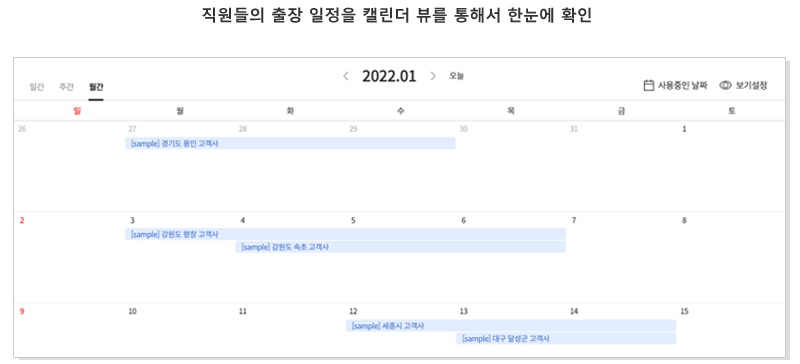 직원들의 출장 일정을 캘린더 뷰를 통해서 한눈에 확인
일간 주간 월간 < 2022.01 > 오늘 사용중인 날짜 보기설정
일 월 화 수 목 금 토
26 27 28 29 30 31 1
[sample] 경기도 용인 고객사
2 3 4 5 6 7 8
[sample] 강원도 평창 고객사
[sample] 강원도 속초 고객사
9 10 11 12 13 14 15
[sample] 세종시 고객사
[sample] 대구 달성군 고객사